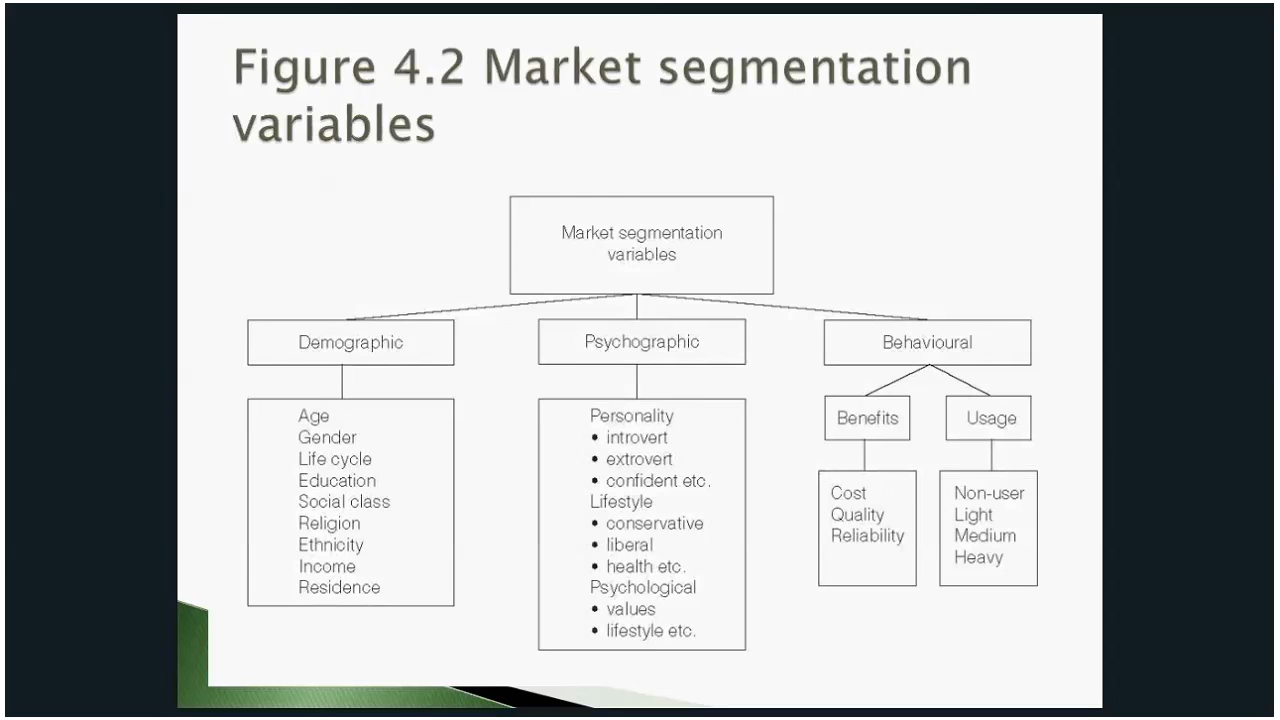 Figure 4.2 Market segmentation
variables
Market segmentation
variables
Demographic
Psychographic
Behavioural
Age
Gender
Life cycle
Education
Social class
Religion
Ethnicity
Income
Residence
Personality
• introvert
• extrovert
• confident etc.
Lifestyle
• conservative
• liberal
• health etc.
Psychological
• values
• lifestyle etc.
Benefits
Usage
Cost
Quality
Reliability
Non-user
Light
Medium
Heavy